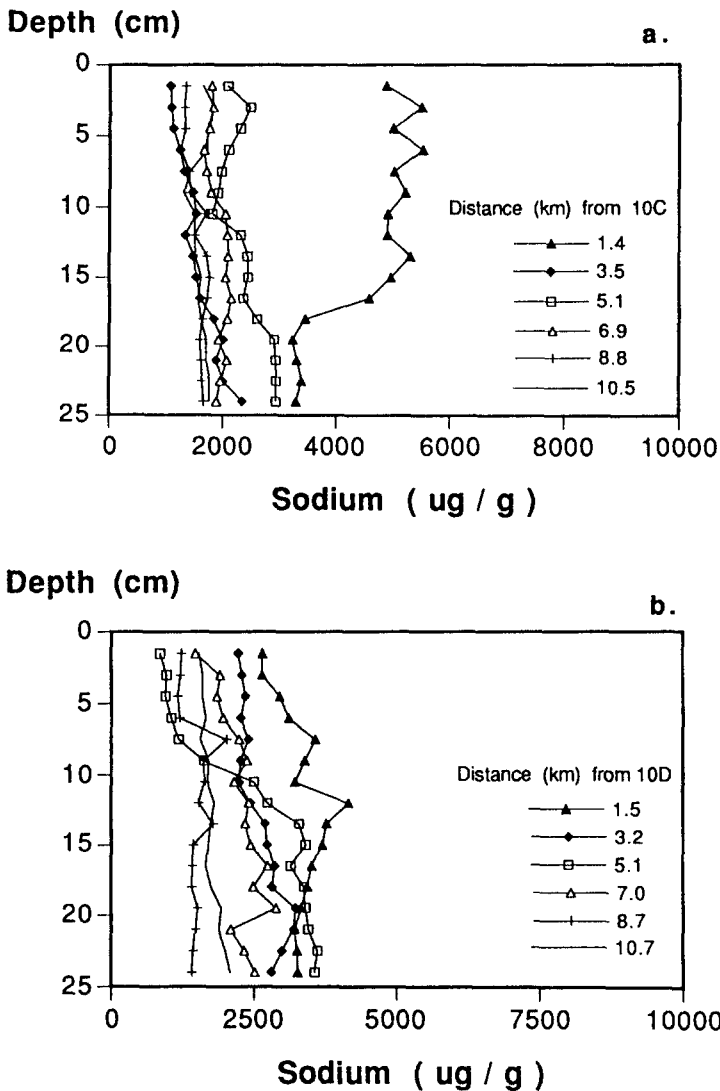 Depth (cm)
a.
0
5
10
15
20
25
Distance (km) from 10C
1.4
3.5
5.1
6.9
8.8
10.5
0 2000 4000 6000 8000 10000
Sodium ( ug / g )
Depth (cm)
b.
0
5
10
15
20
25
Distance (km) from 10D
1.5
3.2
5.1
7.0
8.7
10.7
0 2500 5000 7500 10000
Sodium ( ug / g )